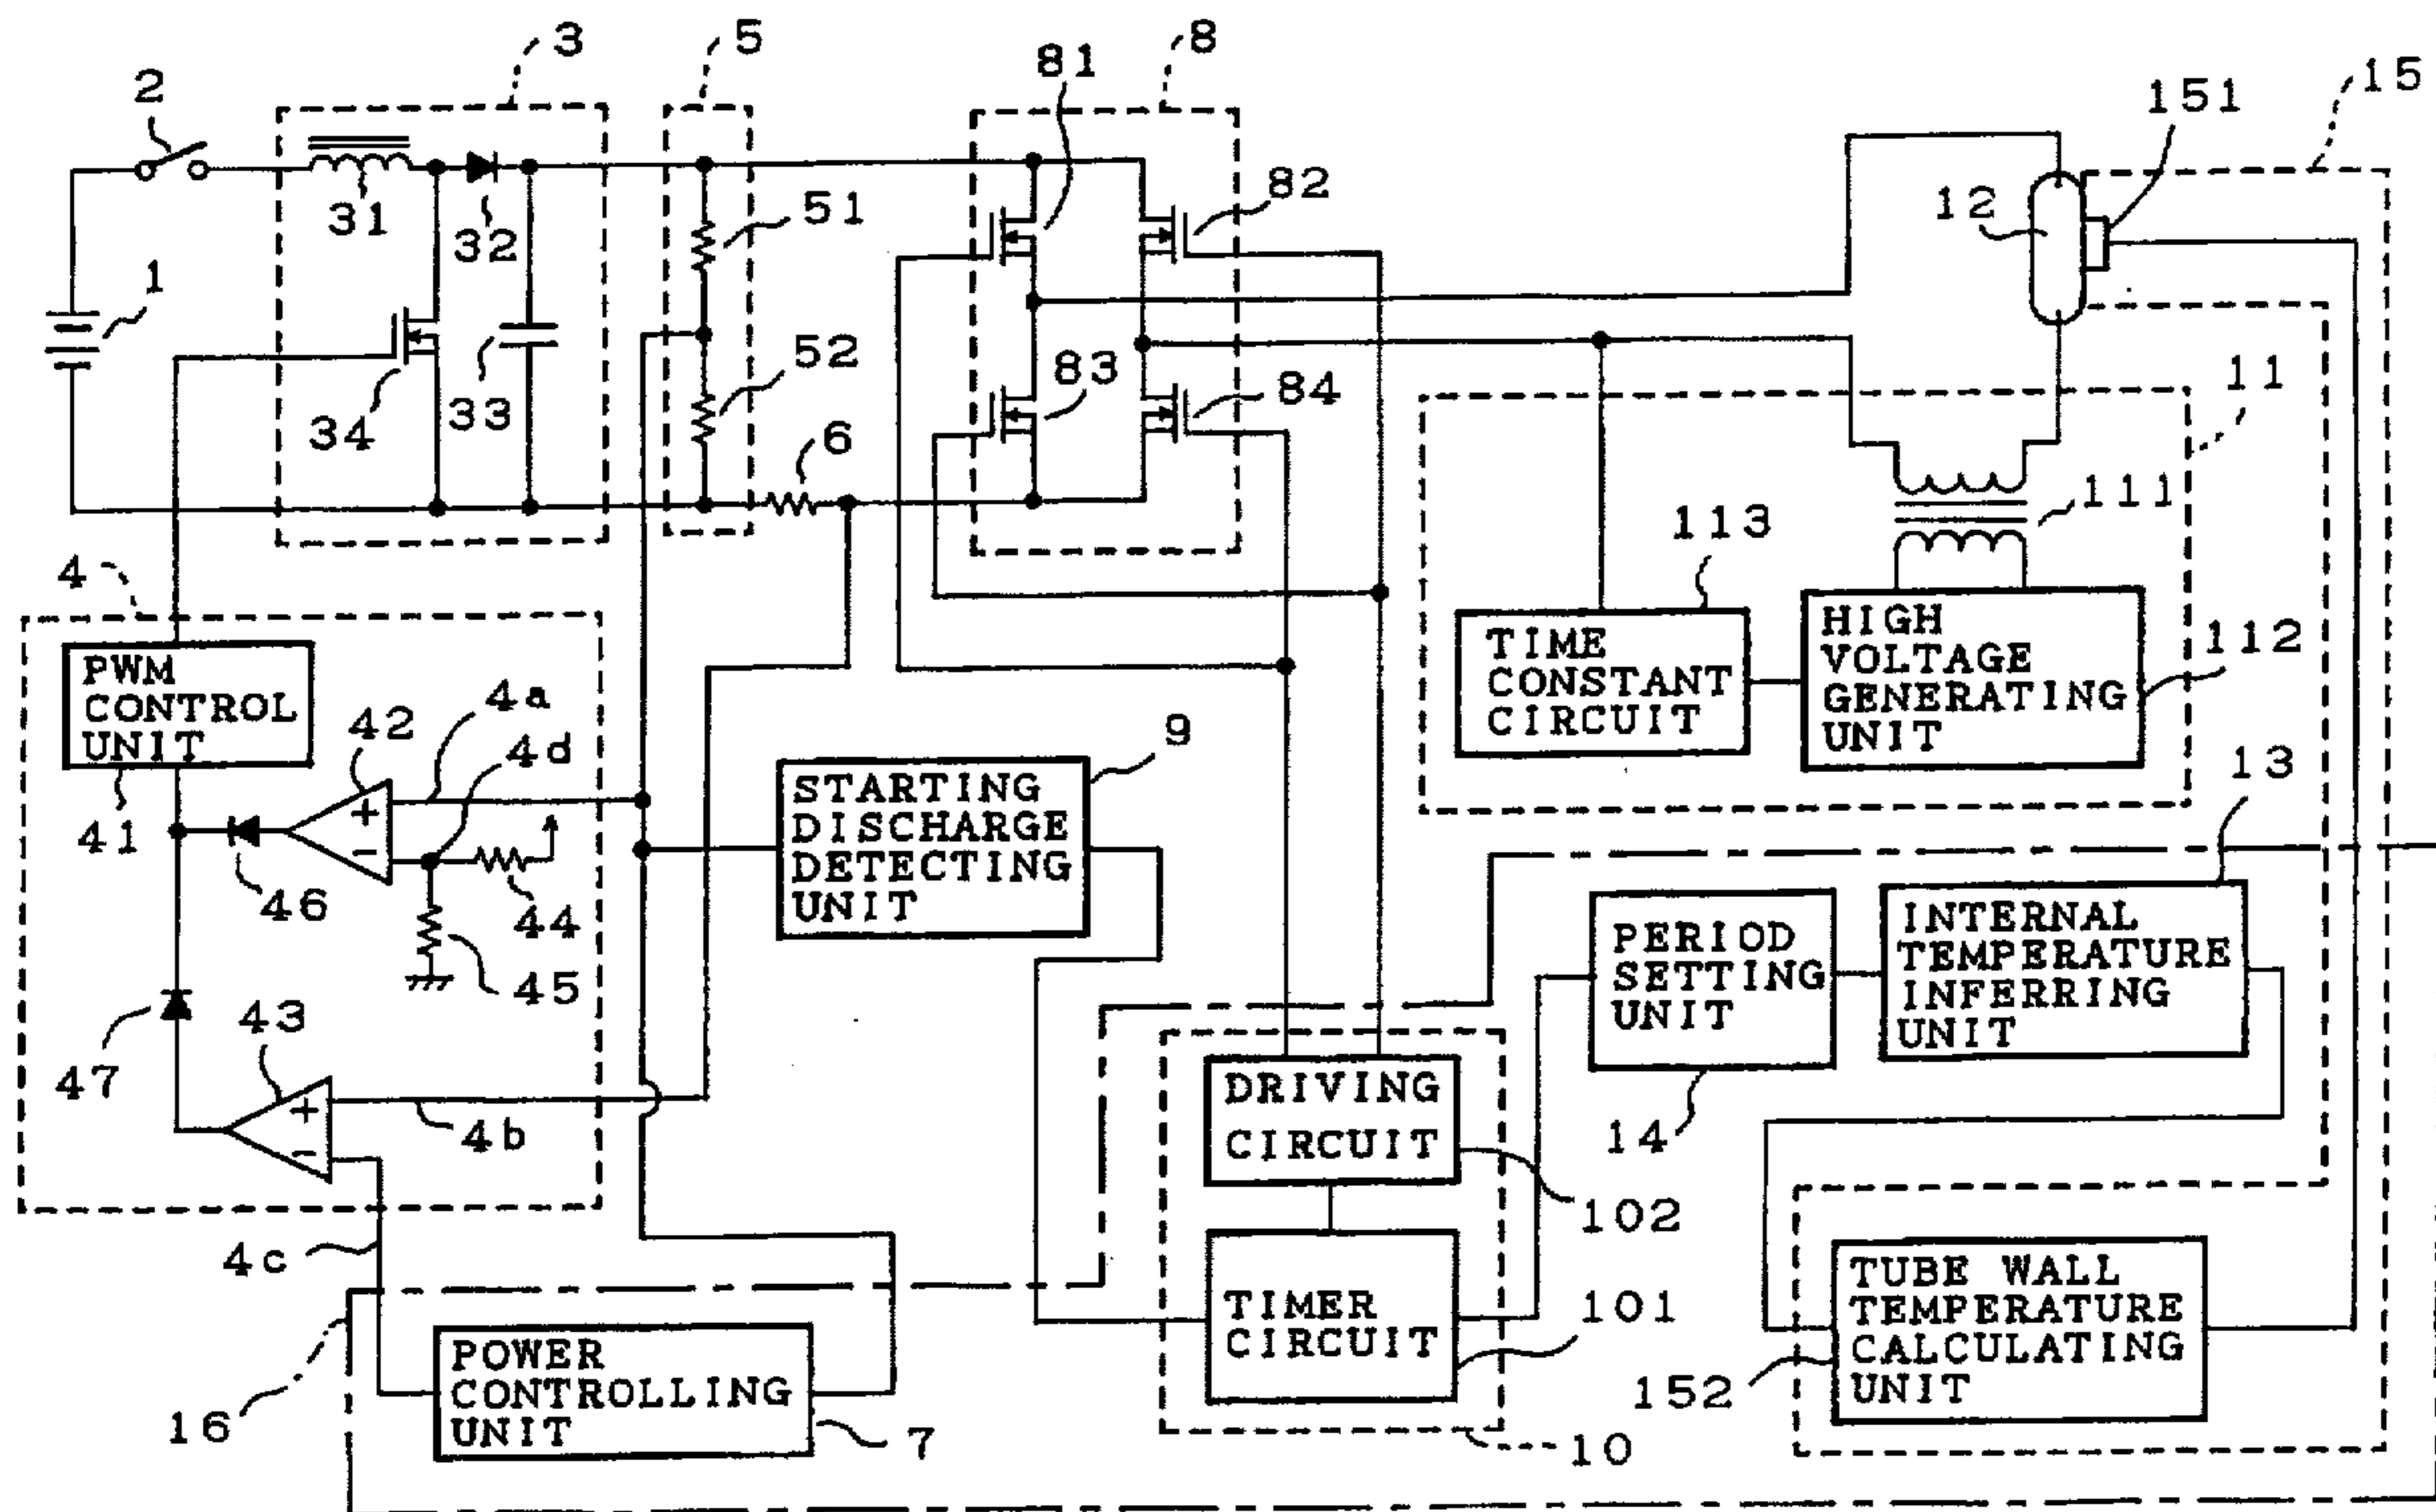 3
5
8
81
15
151
2
82
12
31
32
51
1
52
83
84
11
34
33
6
111
113
4
PWM
CONTROL
UNIT
TIME
CONSTANT
CIRCUIT
HIGH
VOLTAGE
GENERATING
UNIT
112
42
4a
4d
9
13
41
+
−
STARTING
DISCHARGE
DETECTING
UNIT
46
44
45
PERIOD
SETTING
UNIT
INTERNAL
TEMPERATURE
INFERRING
UNIT
47
43
+
−
4b
DRIVING
CIRCUIT
14
102
4c
TIMER
CIRCUIT
101
TUBE WALL
TEMPERATURE
CALCULATING
UNIT
152
16
POWER
CONTROLLING
UNIT
7
10